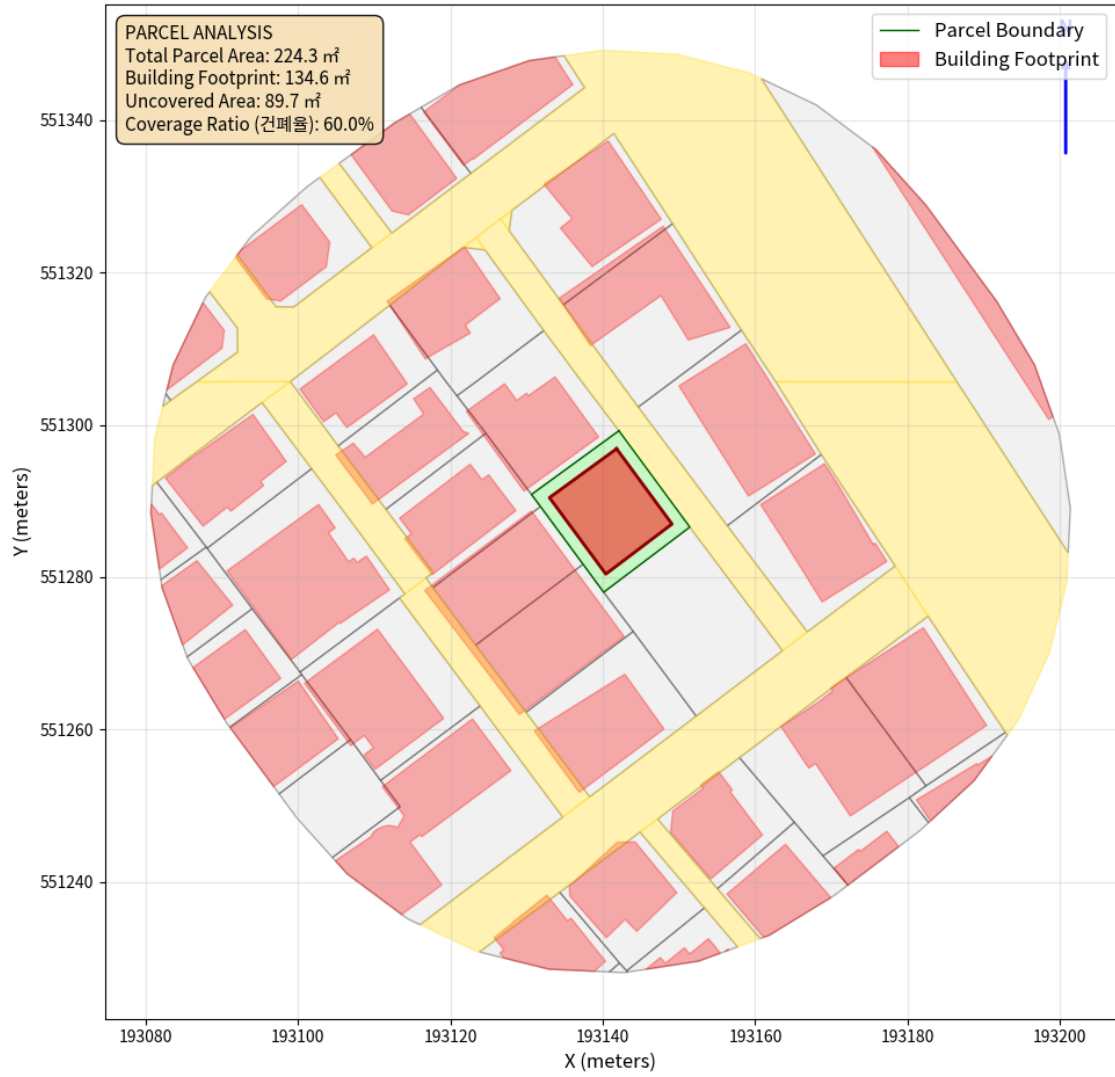 PARCEL ANALYSIS
Total Parcel Area: 224.3 ㎡
Building Footprint: 134.6 ㎡
Uncovered Area: 89.7 ㎡
Coverage Ratio (건폐율): 60.0%
Parcel Boundary
Building Footprint
N
551340
551320
551300
551280
551260
551240
Y (meters)
193080
193100
193120
193140
193160
193180
193200
X (meters)